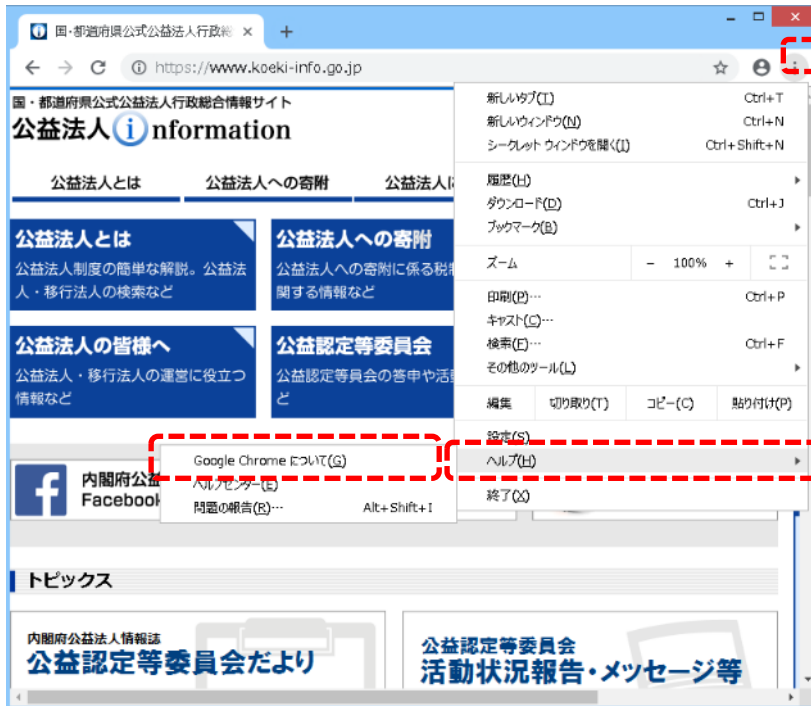 国・都道府県公式公益法人行政総
https://www.koeki-info.go.jp
国・都道府県公式公益法人行政総合情報サイト
公益法人 information
公益法人とは
公益法人への寄附
公益法人に
公益法人とは
公益法人制度の簡単な解説。公益法
人・移行法人の検索など
公益法人への寄附
公益法人への寄附に係る税
関する情報など
公益法人の皆様へ
公益法人・移行法人の運営に役立つ
情報など
公益認定等委員会
公益認定等委員会の答申や活
ど
新しいタブ(T) Ctrl+T
新しいウィンドウ(N) Ctrl+N
シークレット ウィンドウを開く(I) Ctrl+Shift+N
履歴(H)
ダウンロード(D) Ctrl+J
ブックマーク(B)
ズーム - 100% +
印刷(P)… Ctrl+P
キャスト(C)…
検索(F)… Ctrl+F
その他のツール(L)
編集 切り取り(T) コピー(C) 貼り付け(P)
設定(S)
ヘルプ(H)
終了(X)
Google Chrome について(G)
ヘルプセンター(E)
問題の報告(R)… Alt+Shift+I
内閣府公益
Facebook
トピックス
内閣府公益法人情報誌
公益認定等委員会だより
公益認定等委員会
活動状況報告・メッセージ等